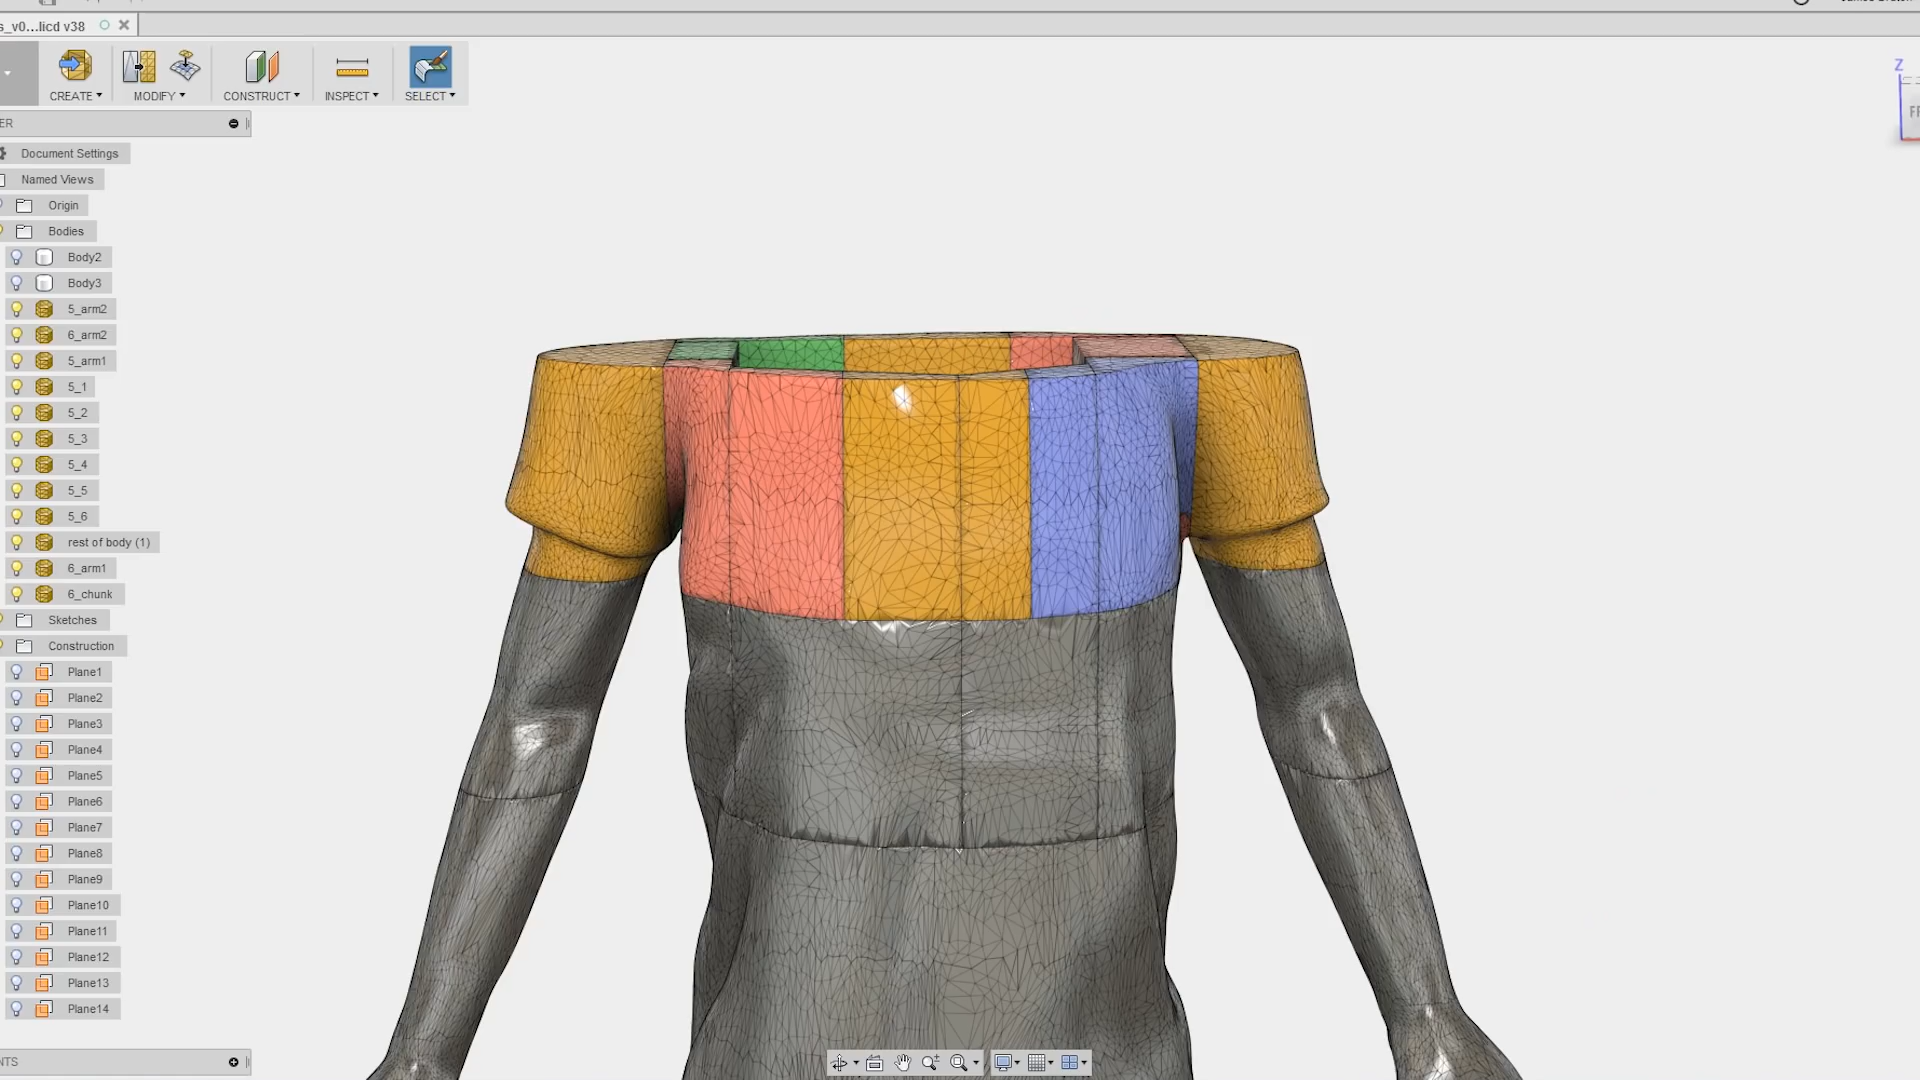 s_v0...licd v38
CREATE MODIFY CONSTRUCT INSPECT SELECT
Z
ER
Document Settings
Named Views
Origin
Bodies
Body2
Body3
5_arm2
6_arm2
5_arm1
5_1
5_2
5_3
5_4
5_5
5_6
rest of body (1)
6_arm1
6_chunk
Sketches
Construction
Plane1
Plane2
Plane3
Plane4
Plane5
Plane6
Plane7
Plane8
Plane9
Plane10
Plane11
Plane12
Plane13
Plane14
NTS